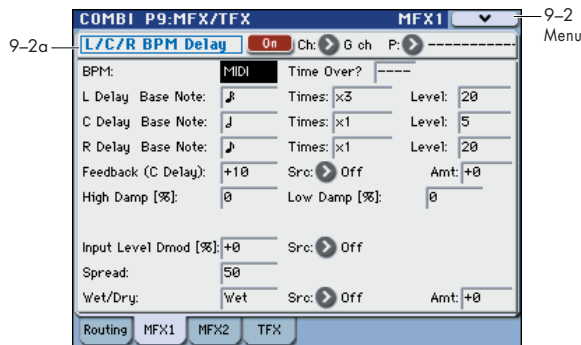 COMBI P9:MFX/TFX MFX1
9–2
Menu
9–2a
L/C/R BPM Delay On Ch: G ch P: ------------
BPM: MIDI Time Over? ----
L Delay Base Note: ♪ Times: x3 Level: 20
C Delay Base Note: ♩ Times: x1 Level: 5
R Delay Base Note: ♪ Times: x1 Level: 20
Feedback (C Delay): +10 Src: Off Amt: +0
High Damp [%]: 0 Low Damp [%]: 0
Input Level Dmod [%]: +0 Src: Off
Spread: 50
Wet/Dry: Wet Src: Off Amt: +0
Routing MFX1 MFX2 TFX